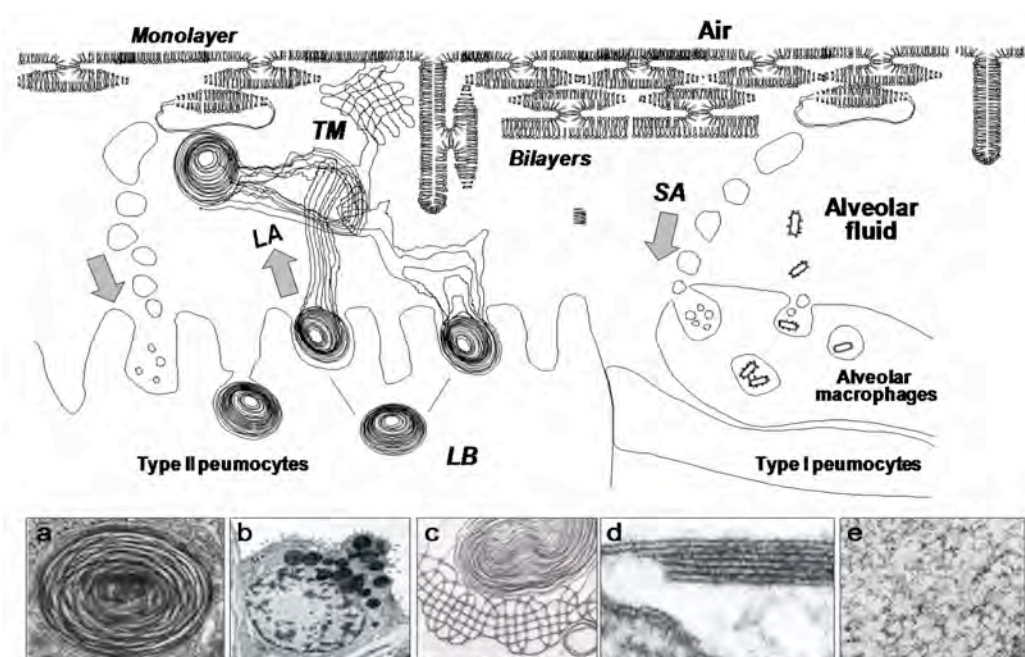 Monolayer
Air
TM
Bilayers
SA
Alveolar
fluid
LA
Alveolar
macrophages
Type II peumocytes
LB
Type I peumocytes
a
b
c
d
e